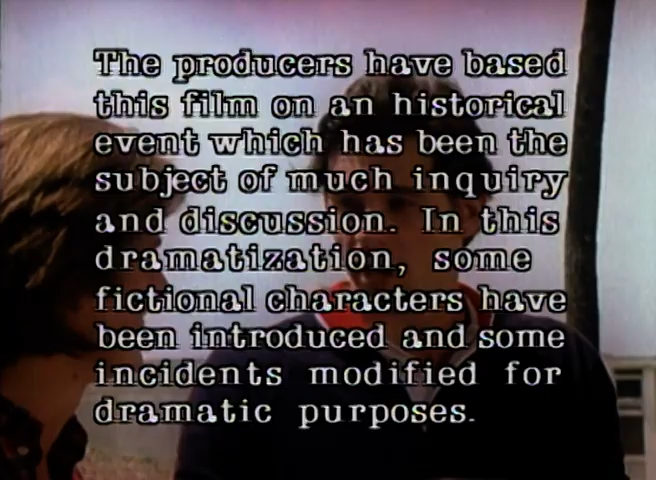 The producers have based
this film on an historical
event which has been the
subject of much inquiry
and discussion. In this
dramatization, some
fictional characters have
been introduced and some
incidents modified for
dramatic purposes.